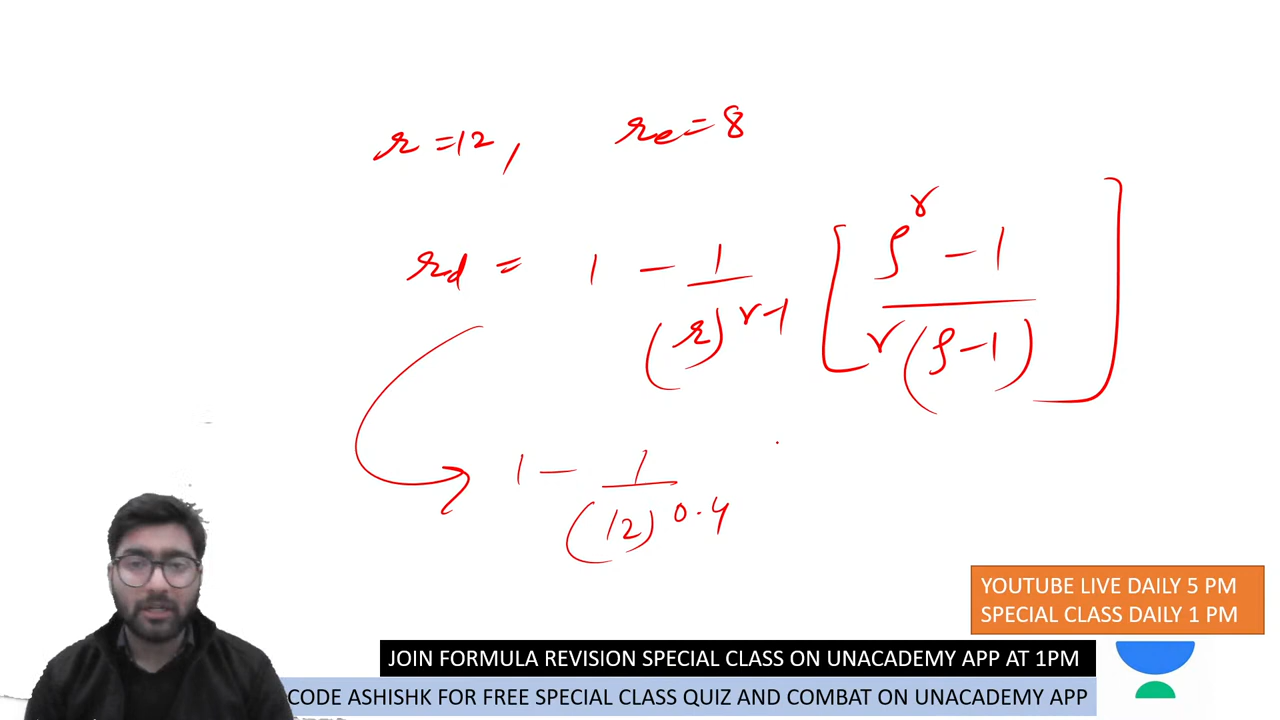 r = 12, re = 8
rd = 1 - 1/(r)^γ-1 [ρ^γ - 1 / γ(ρ-1)]
1 - 1/(12)^0.4
YOUTUBE LIVE DAILY 5 PM
SPECIAL CLASS DAILY 1 PM
JOIN FORMULA REVISION SPECIAL CLASS ON UNACADEMY APP AT 1PM
CODE ASHISHK FOR FREE SPECIAL CLASS QUIZ AND COMBAT ON UNACADEMY APP